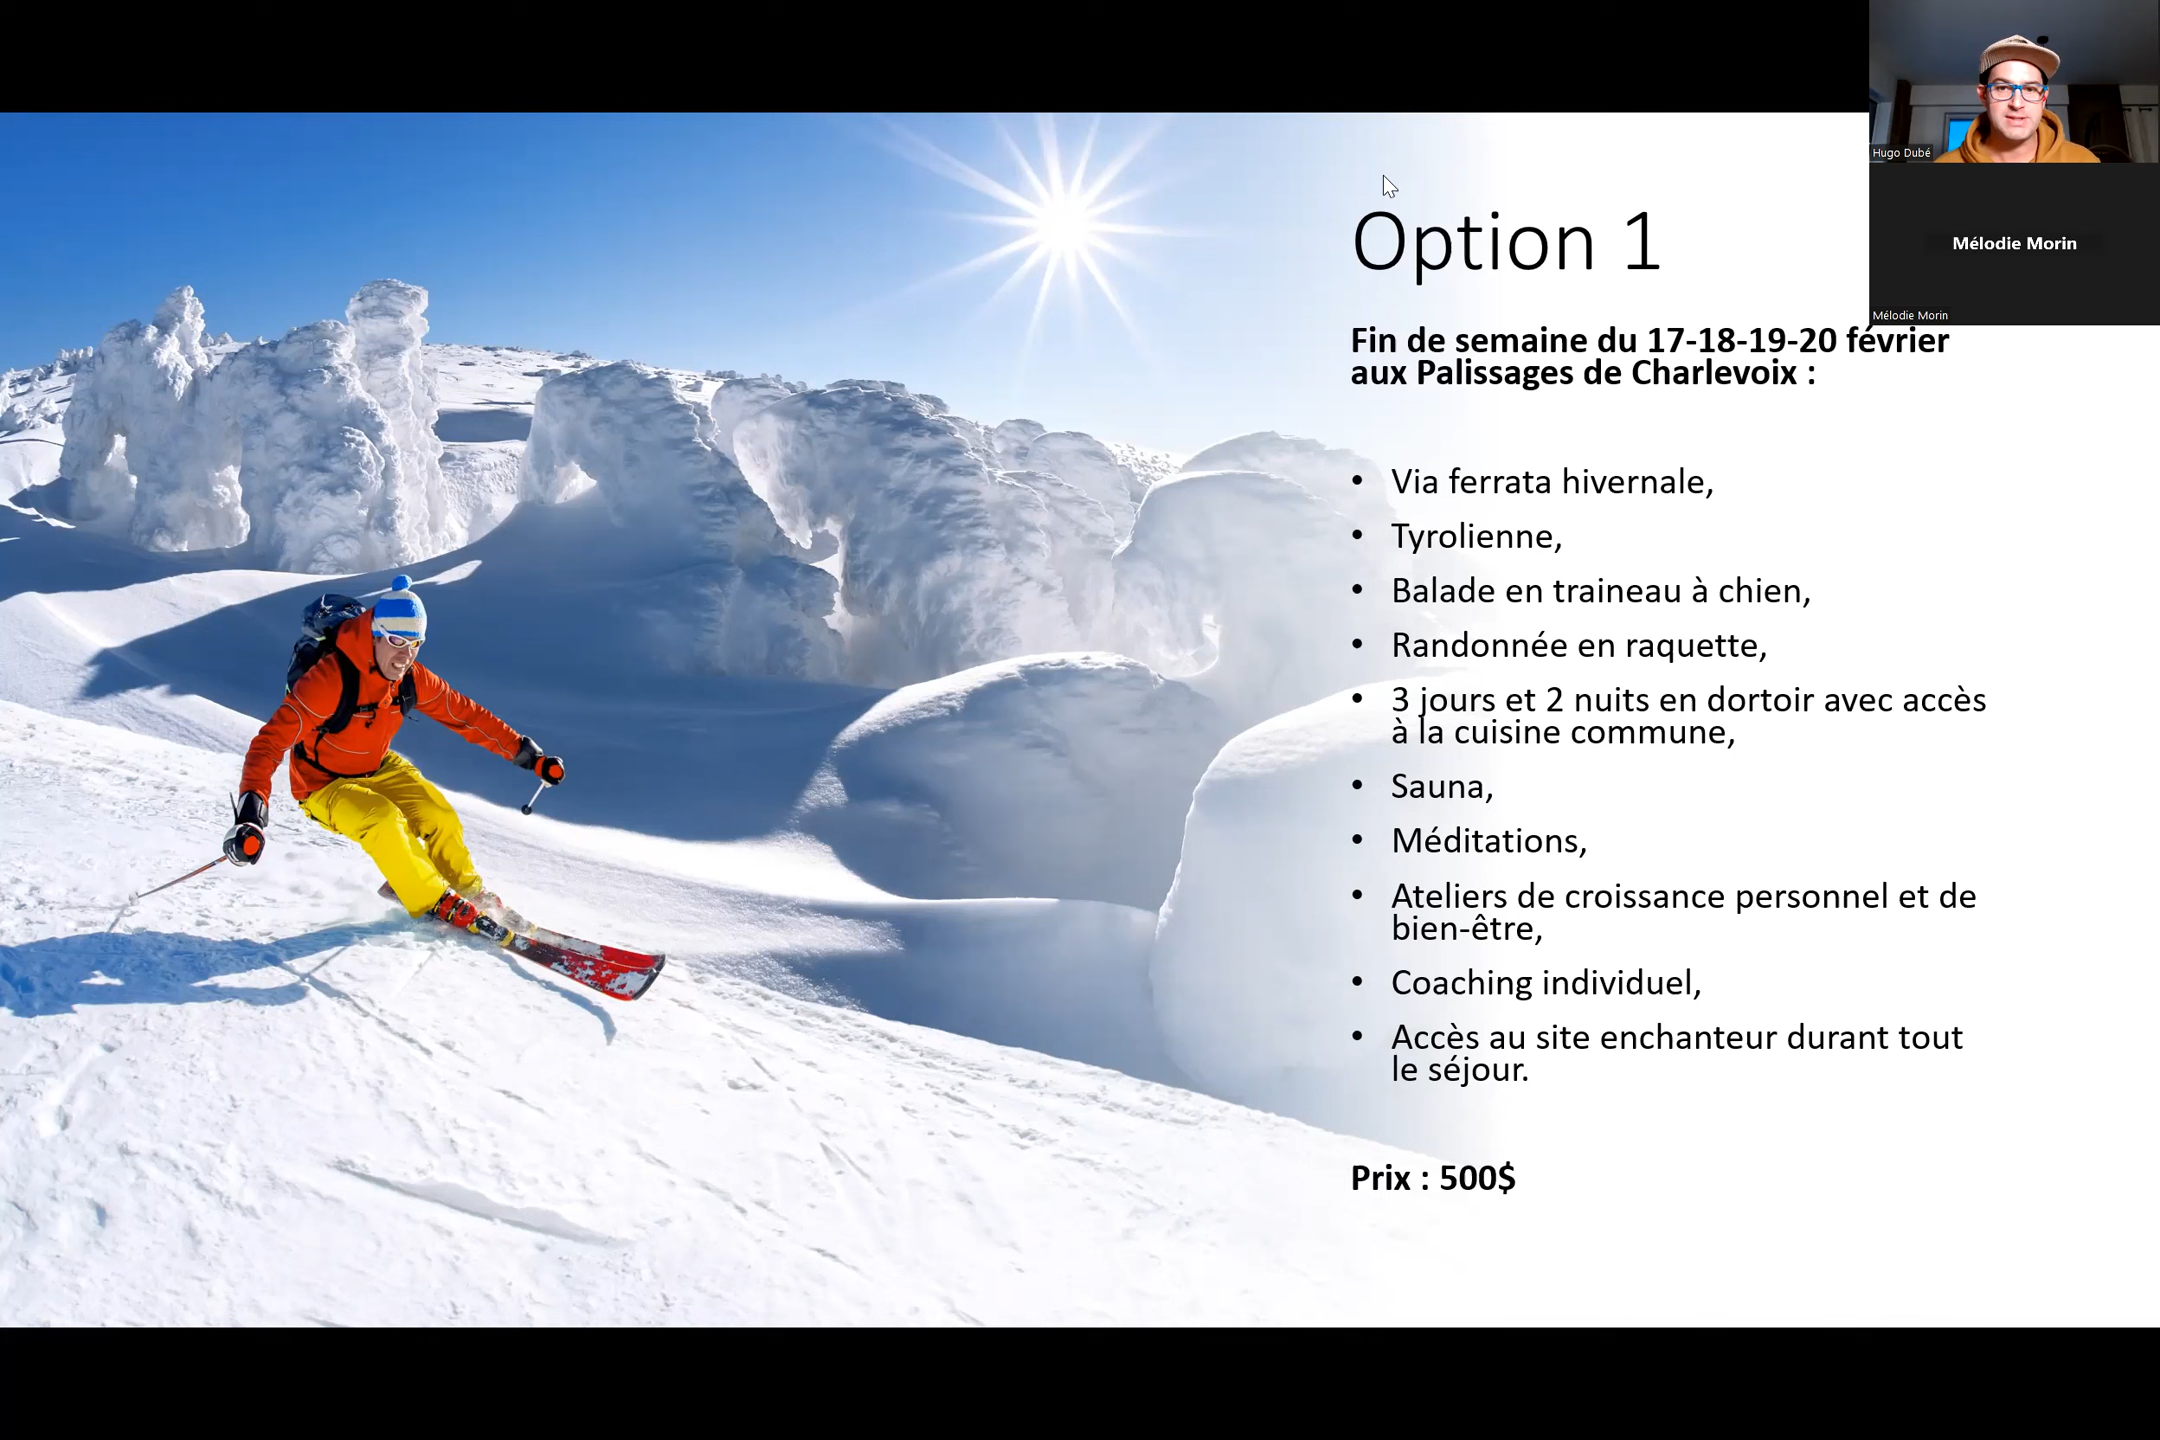 Hugo Dubé
Mélodie Morin
Mélodie Morin
Option 1
Fin de semaine du 17-18-19-20 février
aux Palissages de Charlevoix :
• Via ferrata hivernale,
• Tyrolienne,
• Balade en traineau à chien,
• Randonnée en raquette,
• 3 jours et 2 nuits en dortoir avec accès
à la cuisine commune,
• Sauna,
• Méditations,
• Ateliers de croissance personnel et de
bien-être,
• Coaching individuel,
• Accès au site enchanteur durant tout
le séjour.
Prix : 500$